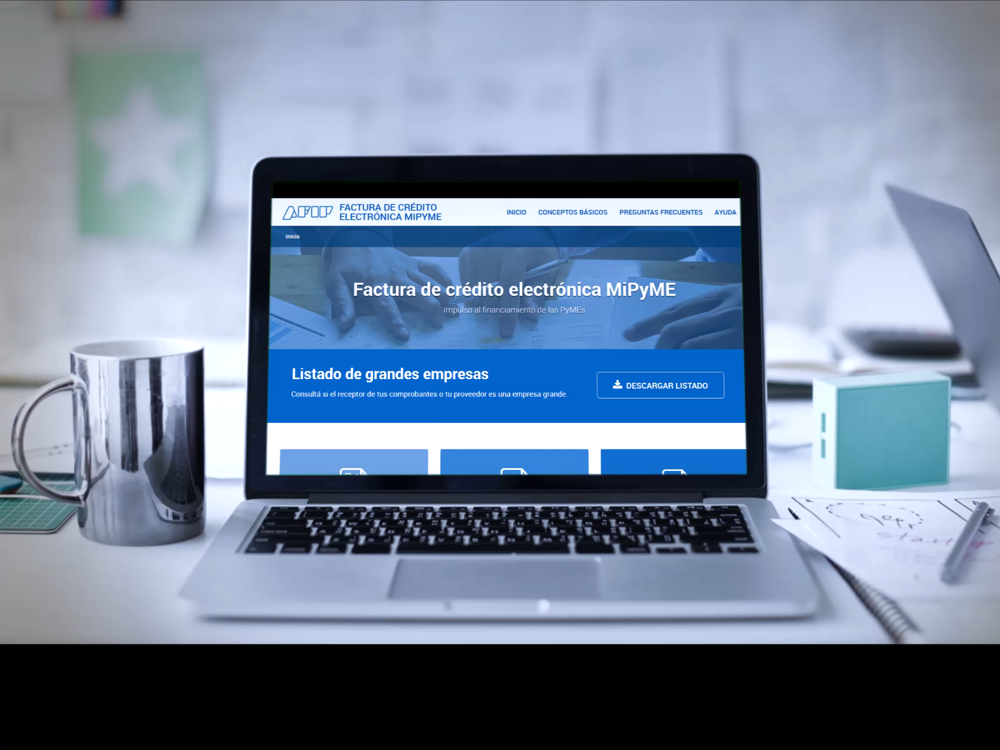 AFIP
FACTURA DE CRÉDITO
ELECTRÓNICA MIPYME
INICIO CONCEPTOS BÁSICOS PREGUNTAS FRECUENTES AYUDA
Inicio
Factura de crédito electrónica MiPyME
Impulso al financiamiento de las PyMEs
Listado de grandes empresas
Consultá si el receptor de tus comprobantes o tu proveedor es una empresa grande.
DESCARGAR LISTADO
startup